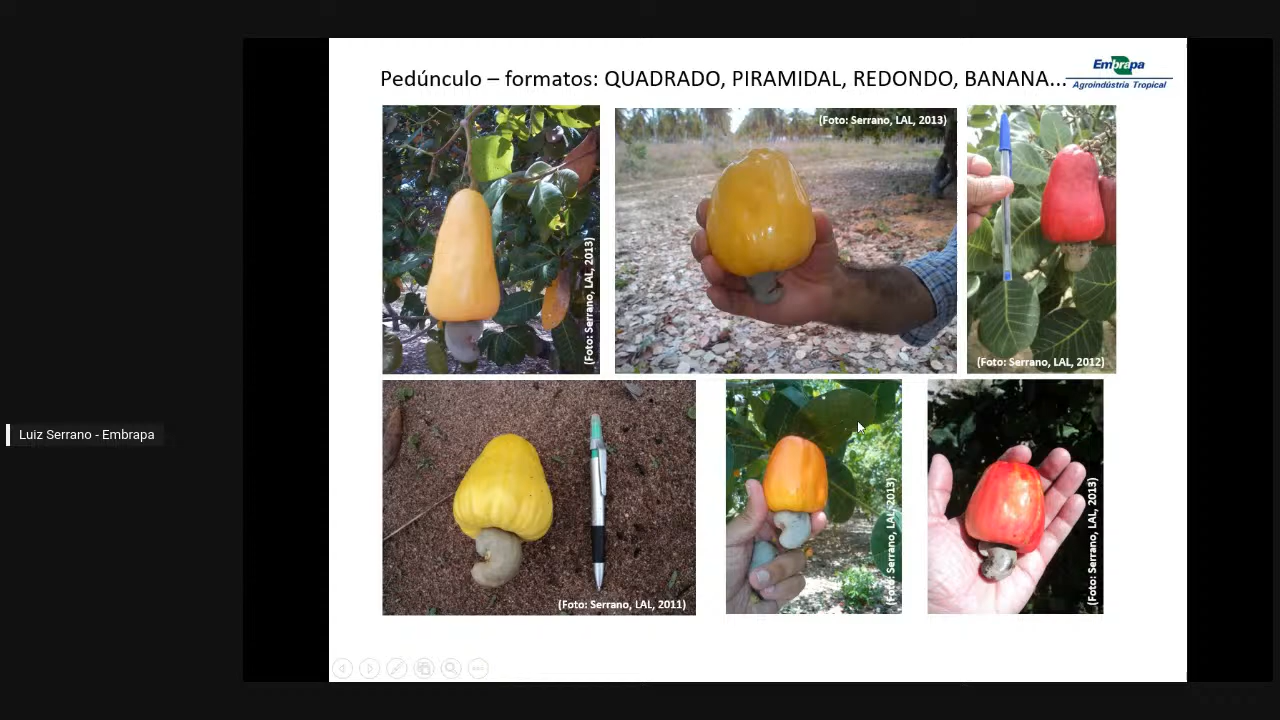 Pedúnculo – formatos: QUADRADO, PIRAMIDAL, REDONDO, BANANA...
Embrapa
Agroindústria Tropical
(Foto: Serrano, LAL, 2013)
(Foto: Serrano, LAL, 2013)
(Foto: Serrano, LAL, 2012)
Luiz Serrano - Embrapa
(Foto: Serrano, LAL, 2011)
(Foto: Serrano, LAL, 2013)
(Foto: Serrano, LAL, 2013)